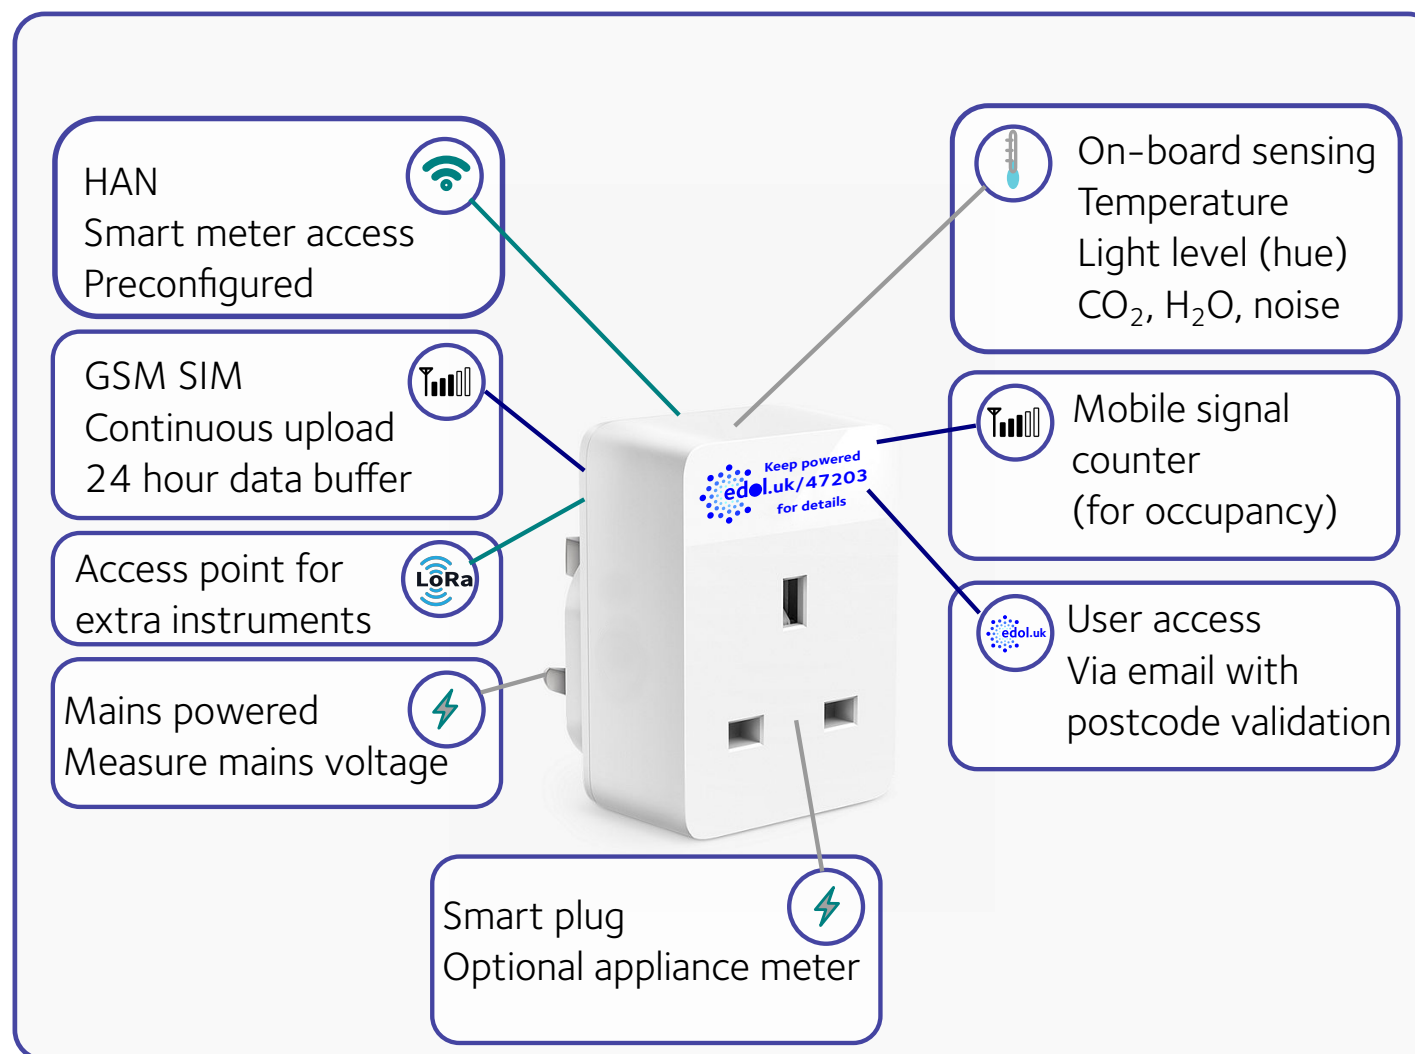 HAN
Smart meter access
Preconfigured
GSM SIM
Continuous upload
24 hour data buffer
Access point for
extra instruments
LoRa
Mains powered
Measure mains voltage
Keep powered
edol.uk/47203
for details
On-board sensing
Temperature
Light level (hue)
CO₂, H₂O, noise
Mobile signal
counter
(for occupancy)
edol.uk
User access
Via email with
postcode validation
Smart plug
Optional appliance meter